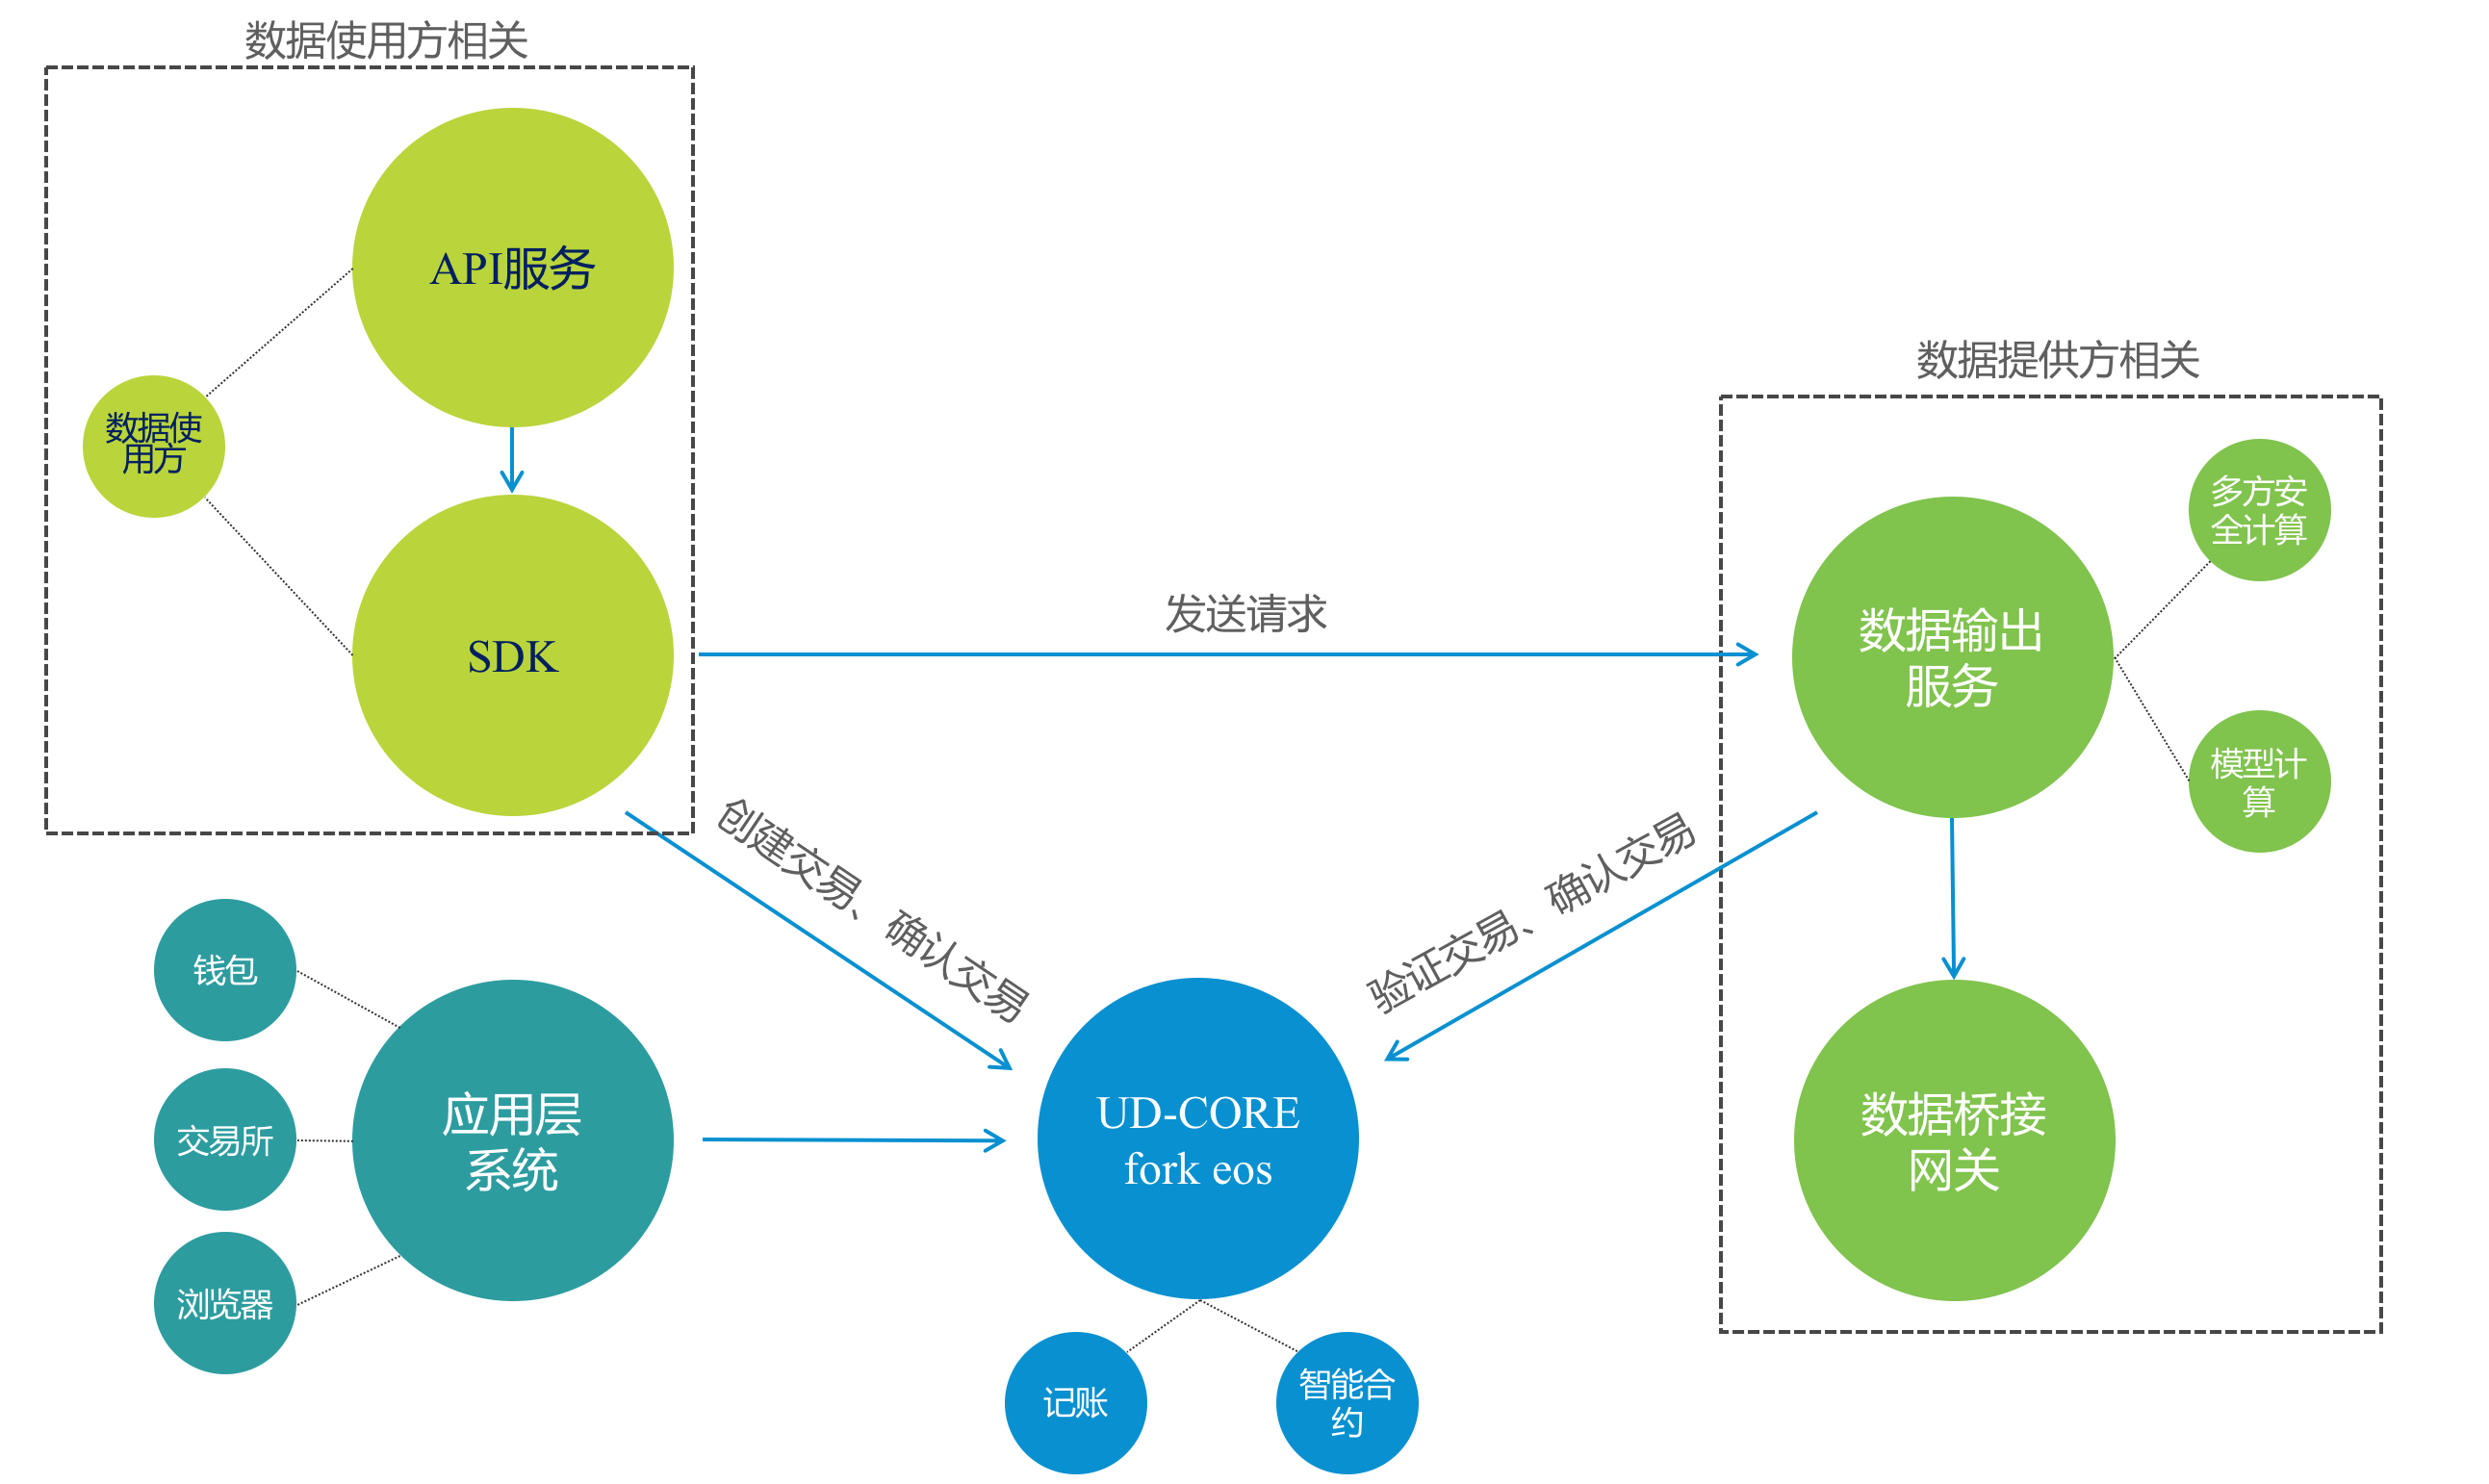 数据使用方相关
API服务
数据使
用方
SDK
发送请求
创建交易、确认交易
数据提供方相关
多方安
全计算
数据输出
服务
模型计
算
验证交易、确认交易
钱包
交易所
浏览器
应用层
系统
UD-CORE
fork eos
记账
智能合
约
数据桥接
网关